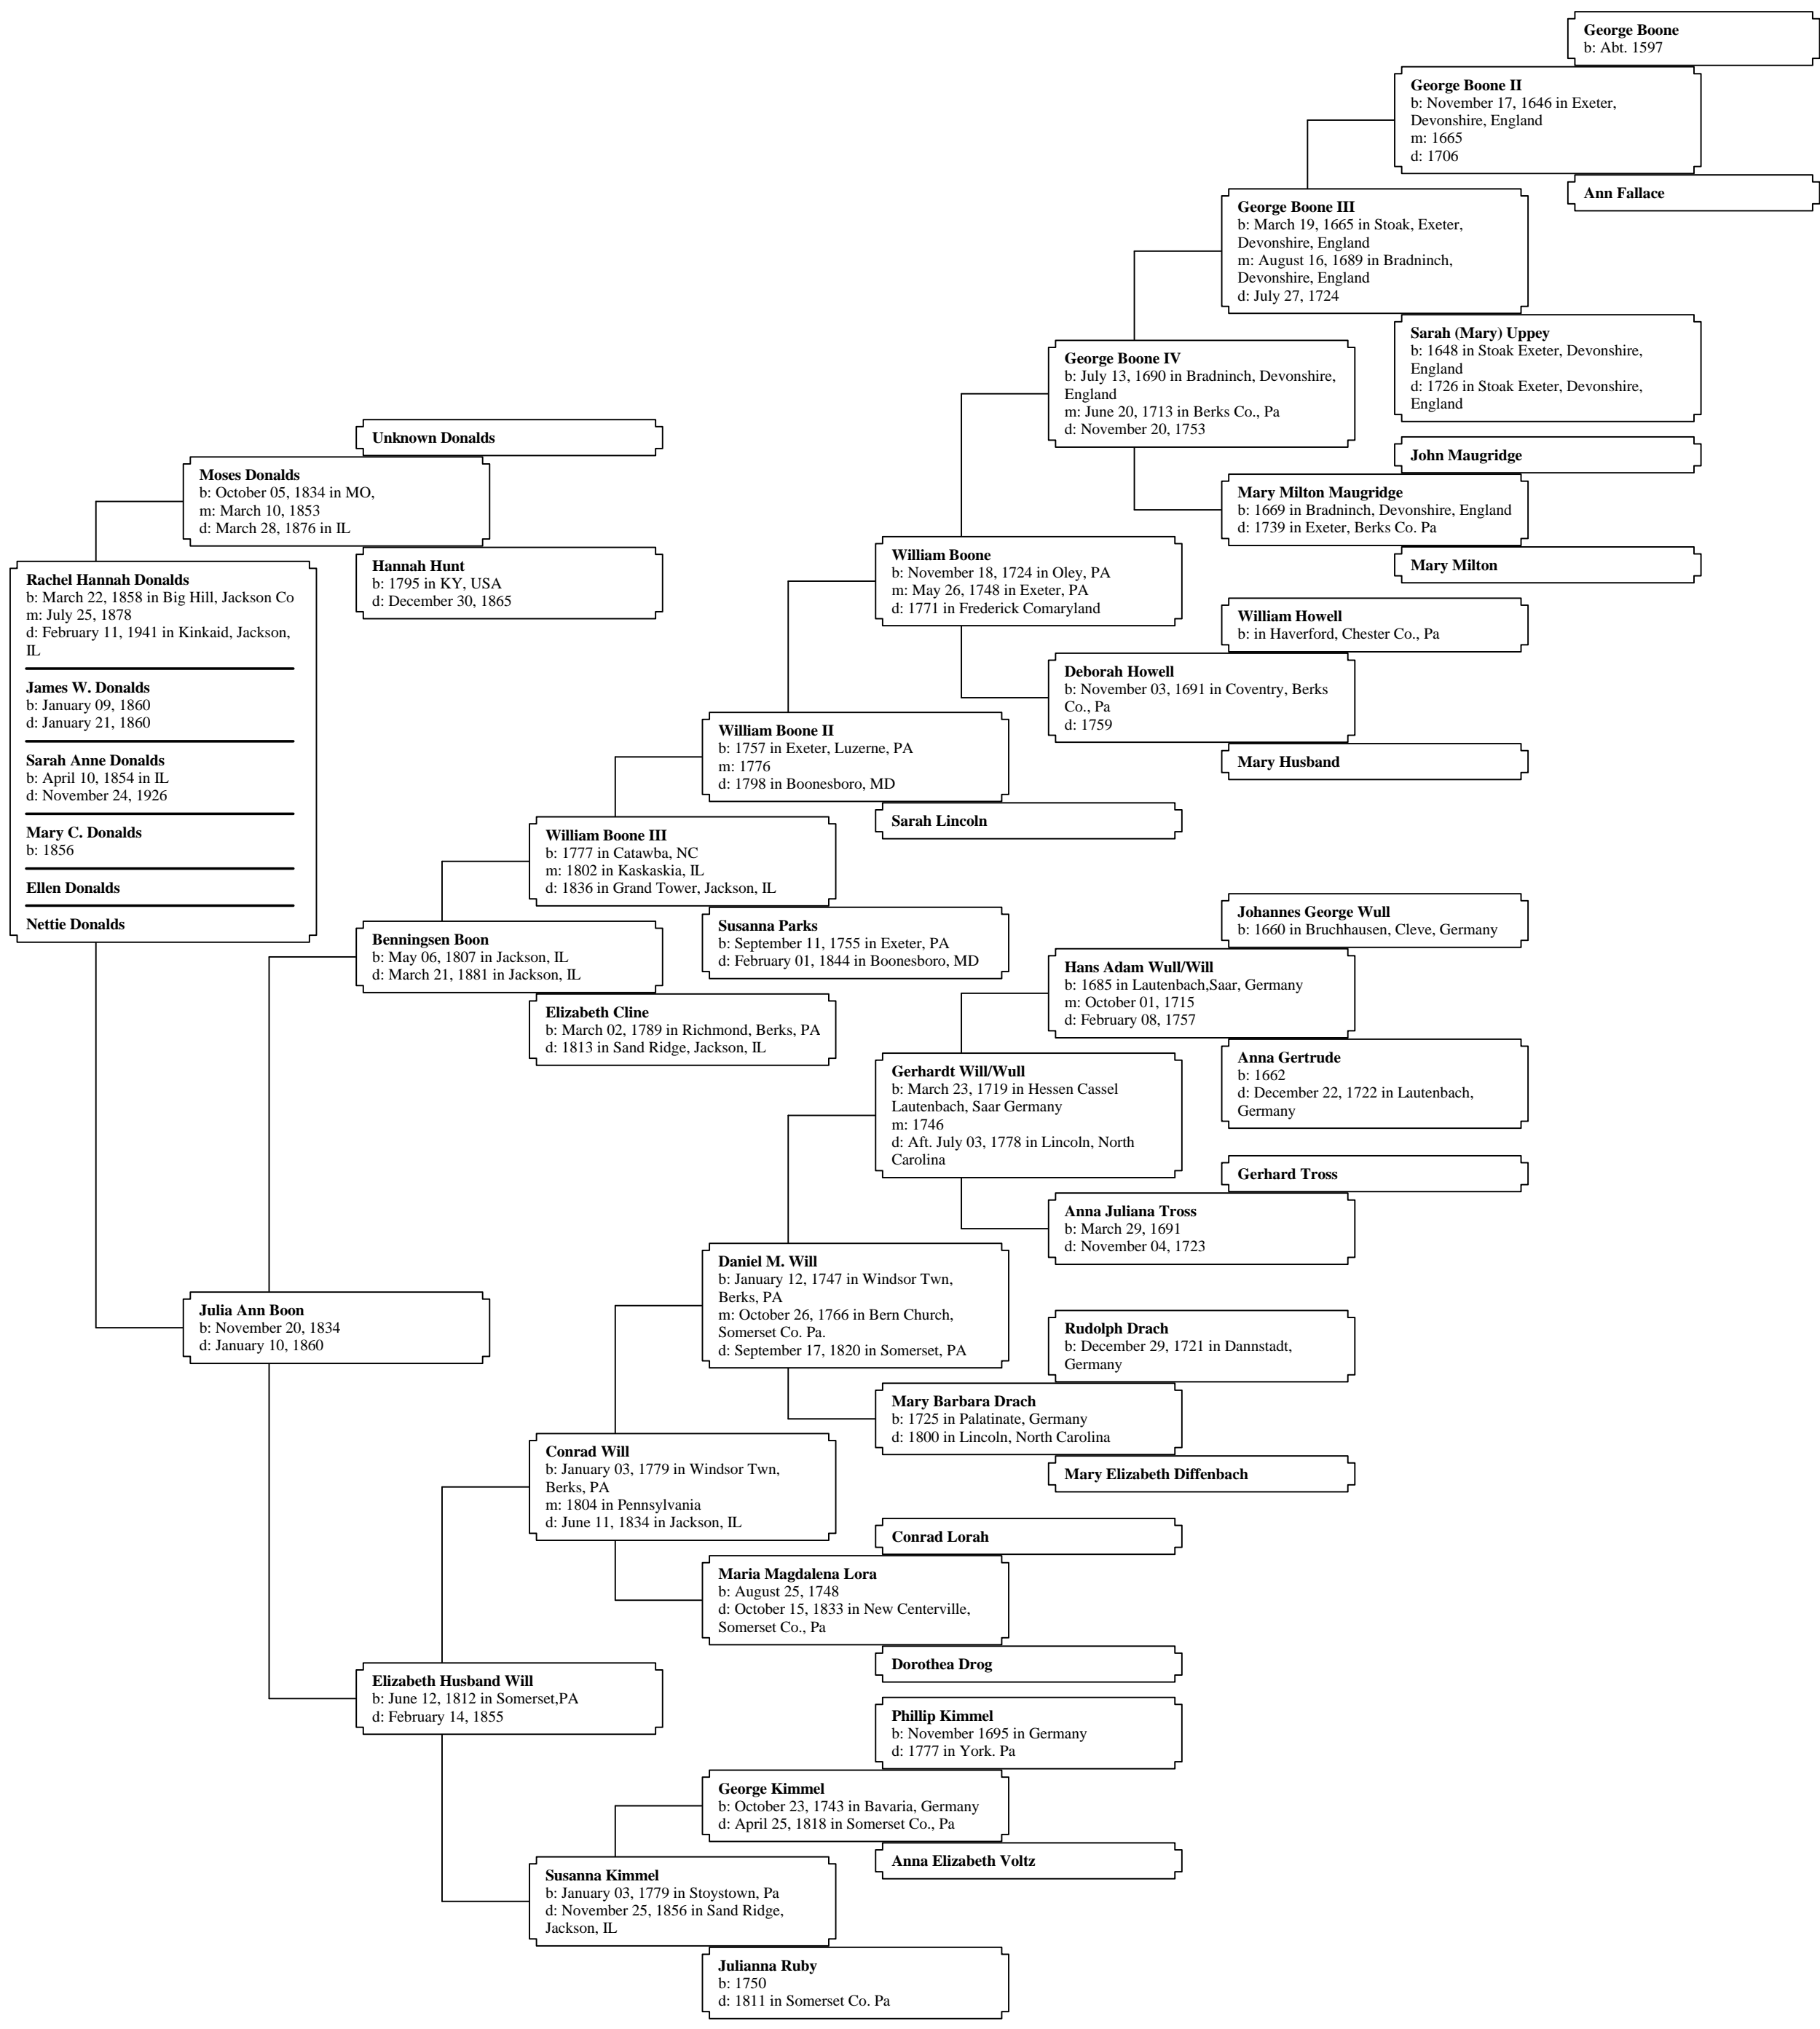 George Boone
b: Abt. 1597
George Boone II
b: November 17, 1646 in Exeter,
Devonshire, England
m: 1665
d: 1706
Ann Fallace
George Boone III
b: March 19, 1665 in Stoak, Exeter,
Devonshire, England
m: August 16, 1689 in Bradninch,
Devonshire, England
d: July 27, 1724
Sarah (Mary) Uppey
b: 1648 in Stoak Exeter, Devonshire,
England
d: 1726 in Stoak Exeter, Devonshire,
England
George Boone IV
b: July 13, 1690 in Bradninch, Devonshire,
England
m: June 20, 1713 in Berks Co., Pa
d: November 20, 1753
John Maugridge
Mary Milton Maugridge
b: 1669 in Bradninch, Devonshire, England
d: 1739 in Exeter, Berks Co. Pa
Mary Milton
Unknown Donalds
Moses Donalds
b: October 05, 1834 in MO,
m: March 10, 1853
d: March 28, 1876 in IL
Hannah Hunt
b: 1795 in KY, USA
d: December 30, 1865
William Boone
b: November 18, 1724 in Oley, PA
m: May 26, 1748 in Exeter, PA
d: 1771 in Frederick Comaryland
Rachel Hannah Donalds
b: March 22, 1858 in Big Hill, Jackson Co
m: July 25, 1878
d: February 11, 1941 in Kinkaid, Jackson,
IL
James W. Donalds
b: January 09, 1860
d: January 21, 1860
Sarah Anne Donalds
b: April 10, 1854 in IL
d: November 24, 1926
Mary C. Donalds
b: 1856
Ellen Donalds
Nettie Donalds
William Howell
b: in Haverford, Chester Co., Pa
Deborah Howell
b: November 03, 1691 in Coventry, Berks
Co., Pa
d: 1759
Mary Husband
William Boone II
b: 1757 in Exeter, Luzerne, PA
m: 1776
d: 1798 in Boonesboro, MD
Sarah Lincoln
William Boone III
b: 1777 in Catawba, NC
m: 1802 in Kaskaskia, IL
d: 1836 in Grand Tower, Jackson, IL
Susanna Parks
b: September 11, 1755 in Exeter, PA
d: February 01, 1844 in Boonesboro, MD
Benningsen Boon
b: May 06, 1807 in Jackson, IL
d: March 21, 1881 in Jackson, IL
Elizabeth Cline
b: March 02, 1789 in Richmond, Berks, PA
d: 1813 in Sand Ridge, Jackson, IL
Johannes George Wull
b: 1660 in Bruchhausen, Cleve, Germany
Hans Adam Wull/Will
b: 1685 in Lautenbach,Saar, Germany
m: October 01, 1715
d: February 08, 1757
Anna Gertrude
b: 1662
d: December 22, 1722 in Lautenbach,
Germany
Gerhardt Will/Wull
b: March 23, 1719 in Hessen Cassel
Lautenbach, Saar Germany
m: 1746
d: Aft. July 03, 1778 in Lincoln, North
Carolina
Gerhard Tross
Anna Juliana Tross
b: March 29, 1691
d: November 04, 1723
Daniel M. Will
b: January 12, 1747 in Windsor Twn,
Berks, PA
m: October 26, 1766 in Bern Church,
Somerset Co. Pa.
d: September 17, 1820 in Somerset, PA
Julia Ann Boon
b: November 20, 1834
d: January 10, 1860
Rudolph Drach
b: December 29, 1721 in Dannstadt,
Germany
Mary Barbara Drach
b: 1725 in Palatinate, Germany
d: 1800 in Lincoln, North Carolina
Mary Elizabeth Diffenbach
Conrad Will
b: January 03, 1779 in Windsor Twn,
Berks, PA
m: 1804 in Pennsylvania
d: June 11, 1834 in Jackson, IL
Conrad Lorah
Maria Magdalena Lora
b: August 25, 1748
d: October 15, 1833 in New Centerville,
Somerset Co., Pa
Dorothea Drog
Elizabeth Husband Will
b: June 12, 1812 in Somerset,PA
d: February 14, 1855
Phillip Kimmel
b: November 1695 in Germany
d: 1777 in York. Pa
George Kimmel
b: October 23, 1743 in Bavaria, Germany
d: April 25, 1818 in Somerset Co., Pa
Anna Elizabeth Voltz
Susanna Kimmel
b: January 03, 1779 in Stoystown, Pa
d: November 25, 1856 in Sand Ridge,
Jackson, IL
Julianna Ruby
b: 1750
d: 1811 in Somerset Co. Pa